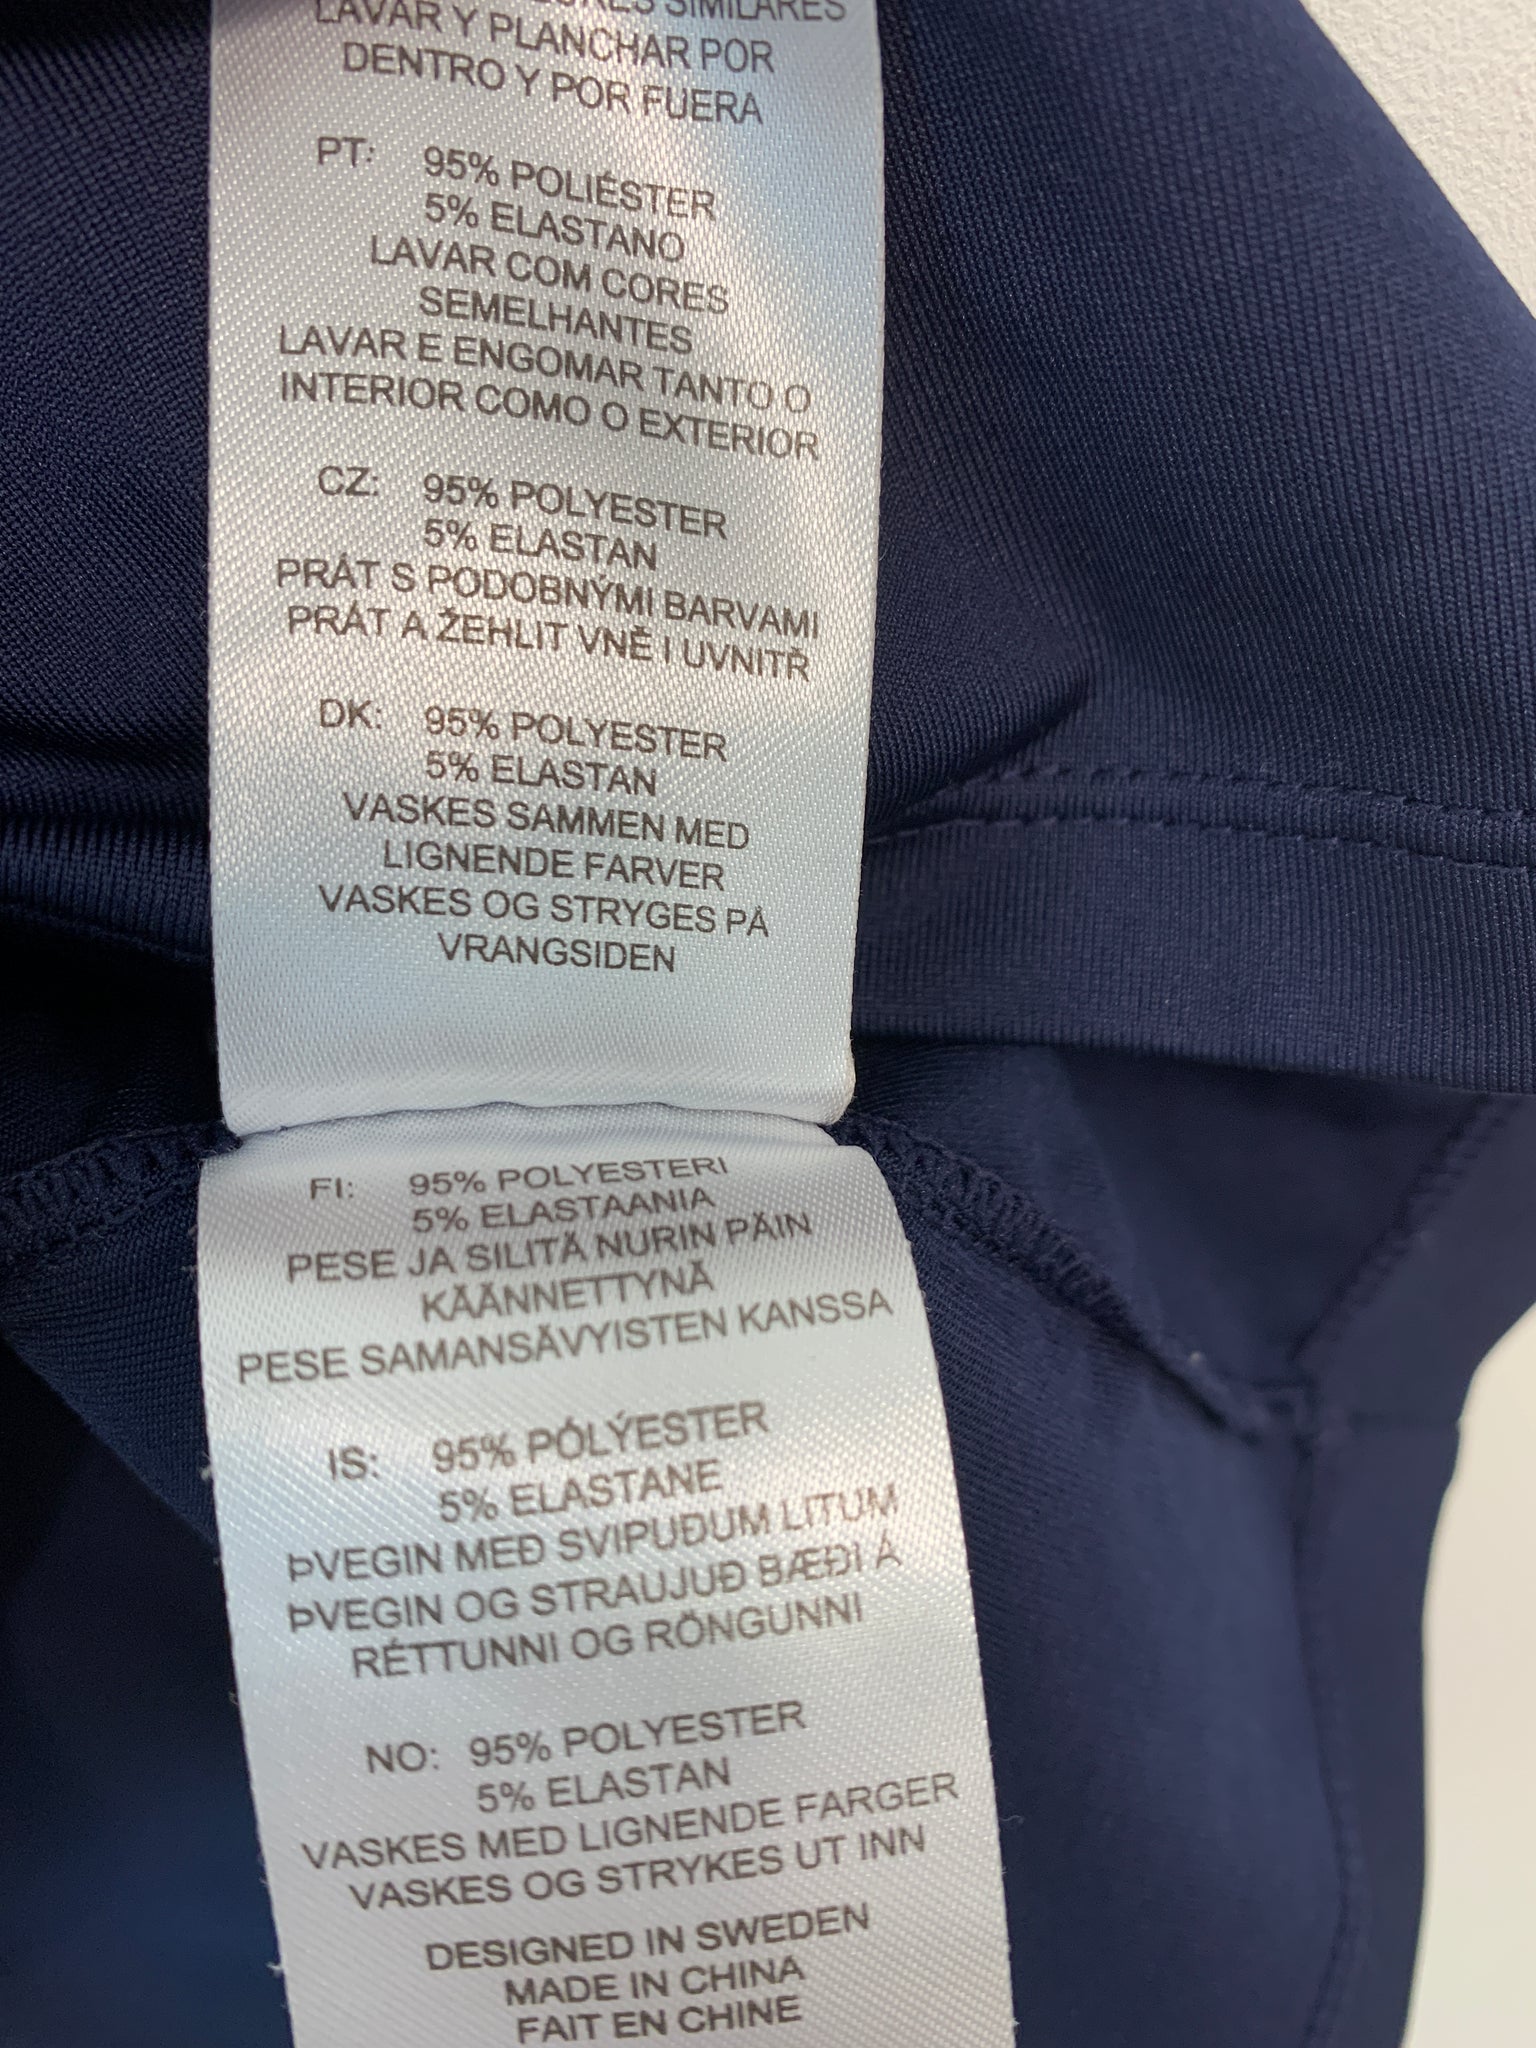 SIMILARES
LAVAR Y PLANCHAR POR
DENTRO Y POR FUERA
PT: 95% POLIÉSTER
5% ELASTANO
LAVAR COM CORES
SEMELHANTES
LAVAR E ENGOMAR TANTO O
INTERIOR COMO O EXTERIOR
CZ: 95% POLYESTER
5% ELASTAN
PRÁT S PODOBNÝMI BARVAMI
PRÁT A ŽEHLIT VNĚ I UVNITŘ
DK: 95% POLYESTER
5% ELASTAN
VASKES SAMMEN MED
LIGNENDE FARVER
VASKES OG STRYGES PÅ
VRANGSIDEN
FI: 95% POLYESTERI
5% ELASTAANIA
PESE JA SILITÄ NURIN PÄIN
KÄÄNNETTYNÄ
PESE SAMANSÄVYISTEN KANSSA
IS: 95% PÓLÝESTER
5% ELASTANE
ÞVEGIN MEÐ SVIPUÐUM LITUM
ÞVEGIN OG STRAUJUÐ BÆÐI Á
RÉTTUNNI OG RÖNGUNNI
NO: 95% POLYESTER
5% ELASTAN
VASKES MED LIGNENDE FARGER
VASKES OG STRYKES UT INN
DESIGNED IN SWEDEN
MADE IN CHINA
FAIT EN CHINE